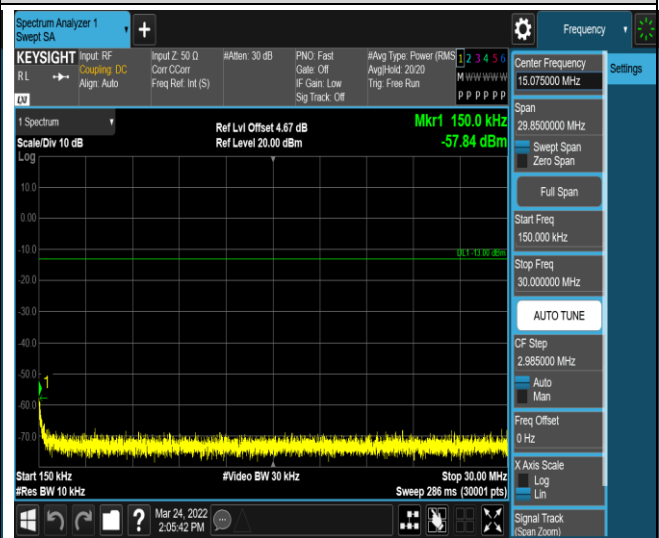 Spectrum Analyzer 1
Swept SA
Frequency
KEYSIGHT
RL
Input: RF
Coupling: DC
Align: Auto
Input Z: 50 Ω
Corr CCorr
Freq Ref: Int (S)
#Atten: 30 dB
PNO: Fast
Gate: Off
IF Gain: Low
Sig Track: Off
#Avg Type: Power (RMS
Avg|Hold: 20/20
Trig: Free Run
1 2 3 4 5 6
M W W W W W
P P P P P P
LXI
1 Spectrum
Scale/Div 10 dB
Log
Ref Lvl Offset 4.67 dB
Ref Level 20.00 dBm
Mkr1 150.0 kHz
-57.84 dBm
10.0
0.00
-10.0
DL1 -13.00 dBm
-20.0
-30.0
-40.0
-50.0
1
-60.0
-70.0
Start 150 kHz
#Res BW 10 kHz
#Video BW 30 kHz
Stop 30.00 MHz
Sweep 286 ms (30001 pts)
Mar 24, 2022
2:05:42 PM
Center Frequency
15.075000 MHz
Settings
Span
29.8500000 MHz
Swept Span
Zero Span
Full Span
Start Freq
150.000 kHz
Stop Freq
30.000000 MHz
AUTO TUNE
CF Step
2.985000 MHz
Auto
Man
Freq Offset
0 Hz
X Axis Scale
Log
Lin
Signal Track
(Span Zoom)